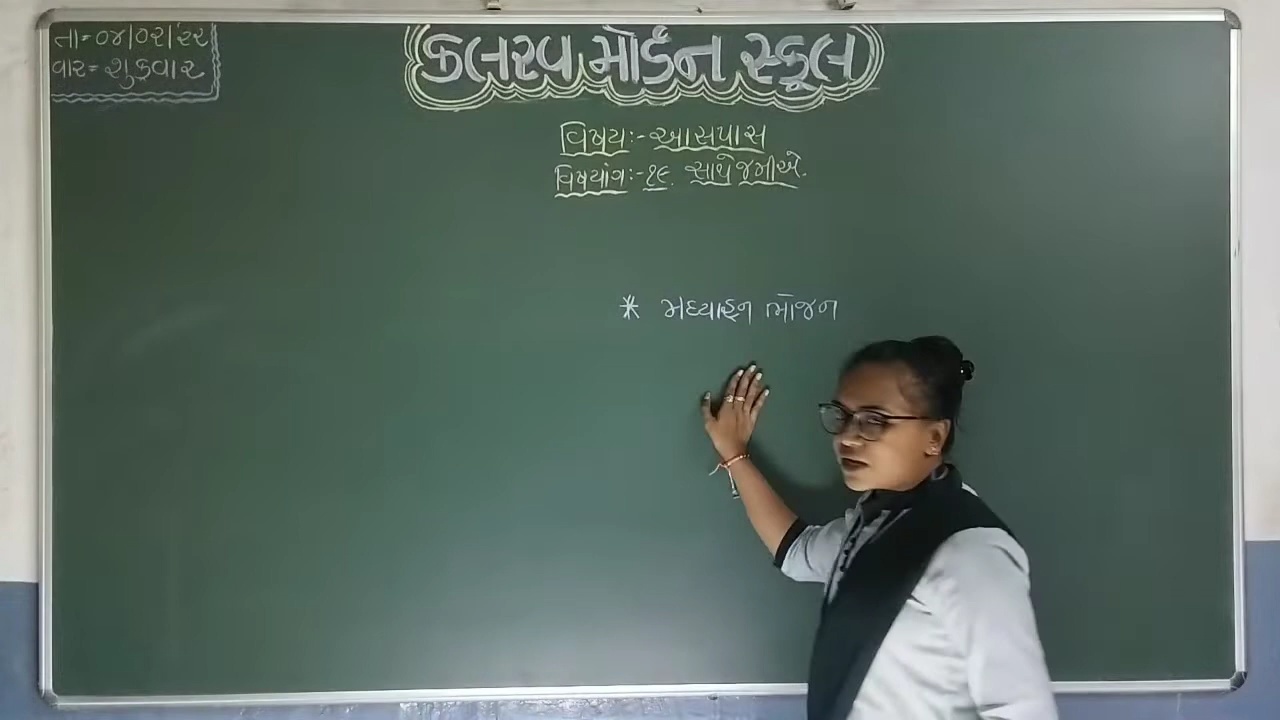 તા=૦૪/૦૨/૨૨
વાર=શુક્રવાર
કલરવ મોર્ડન સ્કૂલ
વિષય:-આસપાસ
વિષયાંગ:-૧૯. સાથે જમીએ.
* મધ્યાહન ભોજન